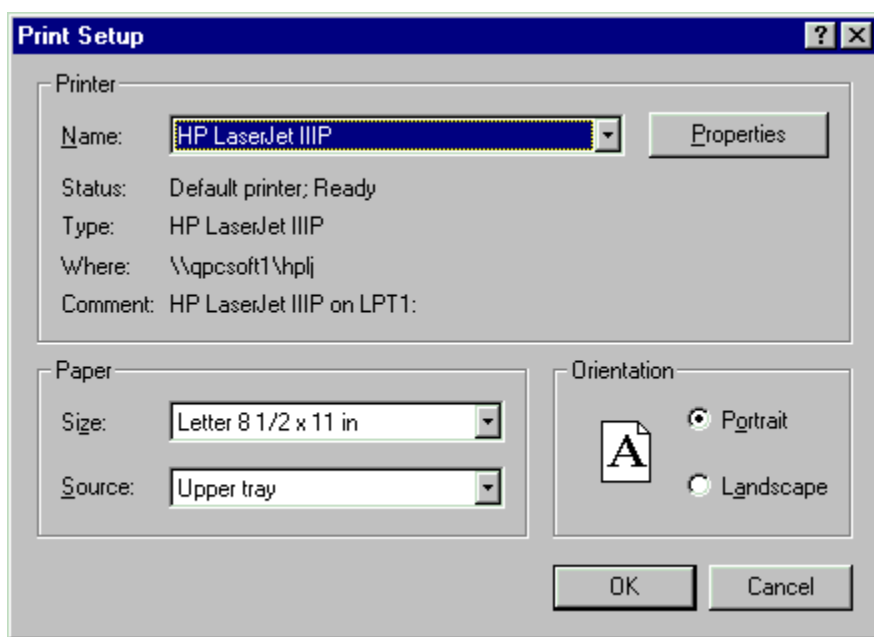 Print Setup
Printer
Name: HP LaserJet IIIP Properties
Status: Default printer; Ready
Type: HP LaserJet IIIP
Where: \\qpcsoft1\hplj
Comment: HP LaserJet IIIP on LPT1:
Paper
Size: Letter 8 1/2 x 11 in
Source: Upper tray
Orientation
A
Portrait
Landscape
OK Cancel